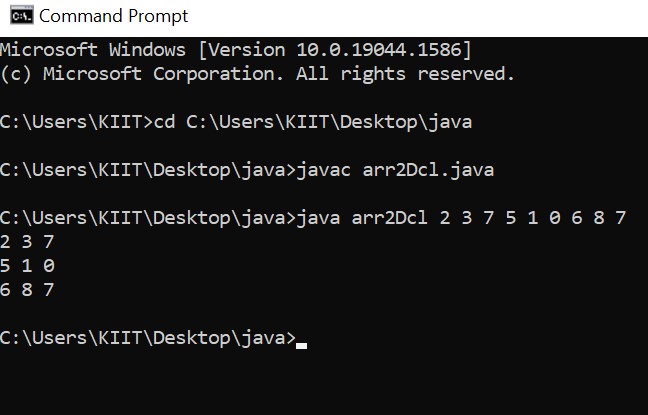 Command Prompt
Microsoft Windows [Version 10.0.19044.1586]
(c) Microsoft Corporation. All rights reserved.
C:\Users\KIIT>cd C:\Users\KIIT\Desktop\java
C:\Users\KIIT\Desktop\java>javac arr2Dcl.java
C:\Users\KIIT\Desktop\java>java arr2Dcl 2 3 7 5 1 0 6 8 7
2 3 7
5 1 0
6 8 7
C:\Users\KIIT\Desktop\java>